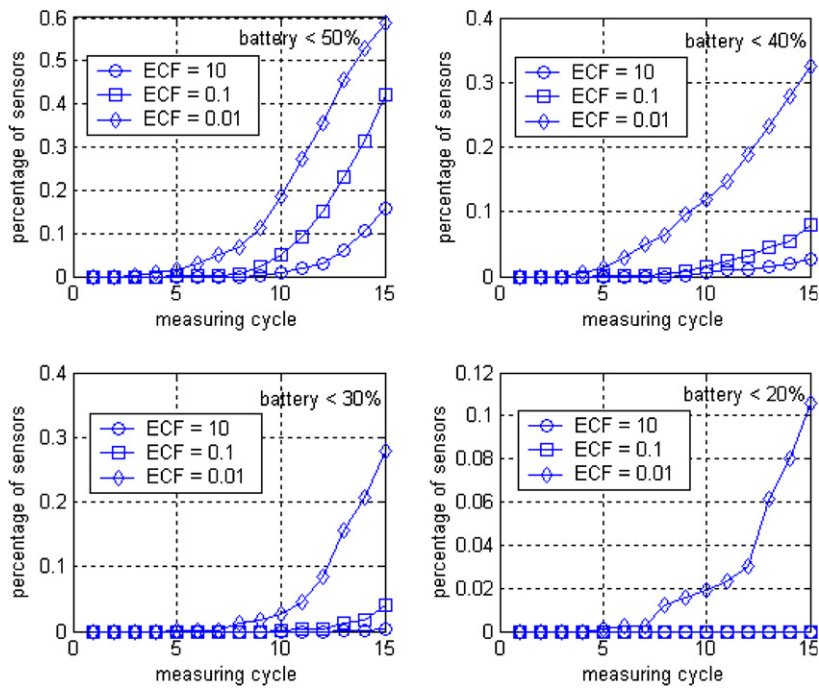 0.6
0.5
0.4
0.3
0.2
0.1
0
percentage of sensors
battery < 50%
ECF = 10
ECF = 0.1
ECF = 0.01
0
5
10
15
measuring cycle
0.4
0.3
0.2
0.1
0
percentage of sensors
battery < 40%
ECF = 10
ECF = 0.1
ECF = 0.01
0
5
10
15
measuring cycle
0.4
0.3
0.2
0.1
0
percentage of sensors
battery < 30%
ECF = 10
ECF = 0.1
ECF = 0.01
0
5
10
15
measuring cycle
0.12
0.1
0.08
0.06
0.04
0.02
0
percentage of sensors
battery < 20%
ECF = 10
ECF = 0.1
ECF = 0.01
0
5
10
15
measuring cycle